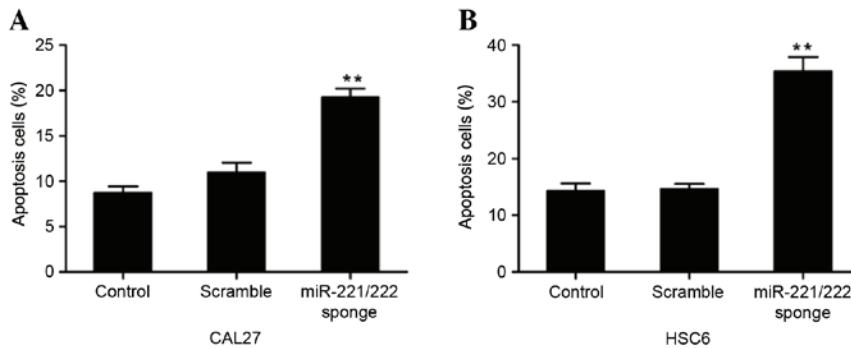 A
Apoptosis cells (%)
25
20
15
10
5
0
**
Control
Scramble
miR-221/222
sponge
CAL27
B
Apoptosis cells (%)
40
30
20
10
0
**
Control
Scramble
miR-221/222
sponge
HSC6